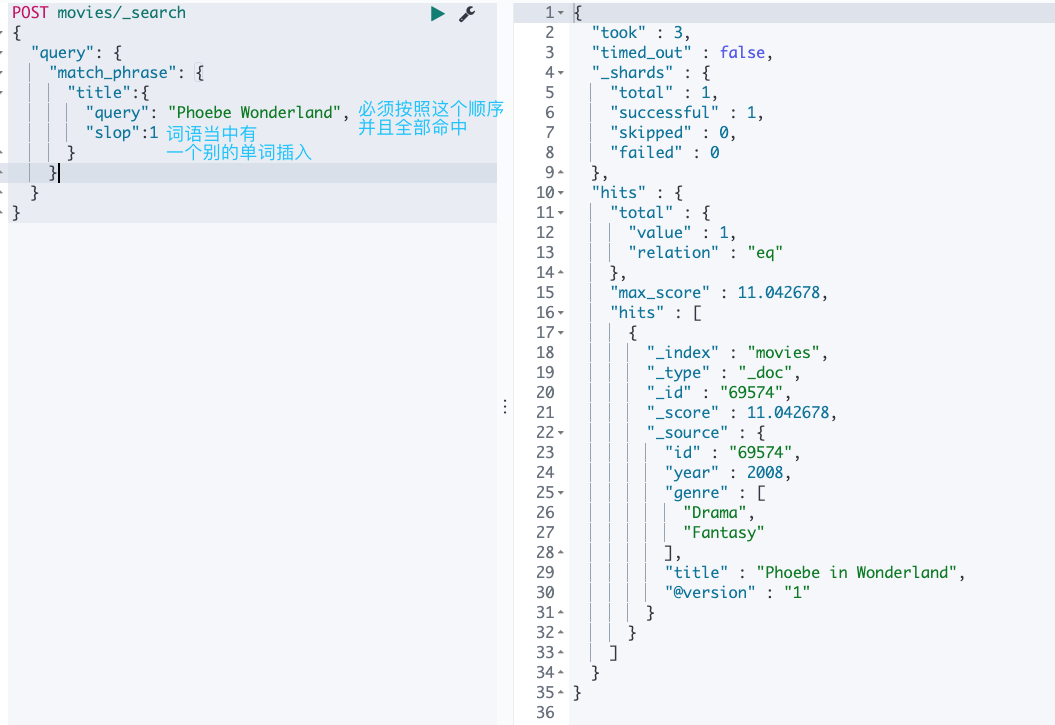 POST movies/_search
{
"query": {
"match_phrase": {
"title":{
"query": "Phoebe Wonderland", 必须按照这个顺序
并且全部命中
"slop":1 词语当中有
一个别的单词插入
}
}
}
}
1 {
2 "took" : 3,
3 "timed_out" : false,
4 "_shards" : {
5 "total" : 1,
6 "successful" : 1,
7 "skipped" : 0,
8 "failed" : 0
9 },
10 "hits" : {
11 "total" : {
12 "value" : 1,
13 "relation" : "eq"
14 },
15 "max_score" : 11.042678,
16 "hits" : [
17 {
18 "_index" : "movies",
19 "_type" : "_doc",
20 "_id" : "69574",
21 "_score" : 11.042678,
22 "_source" : {
23 "id" : "69574",
24 "year" : 2008,
25 "genre" : [
26 "Drama",
27 "Fantasy"
28 ],
29 "title" : "Phoebe in Wonderland",
30 "@version" : "1"
31 }
32 }
33 ]
34 }
35 }
36